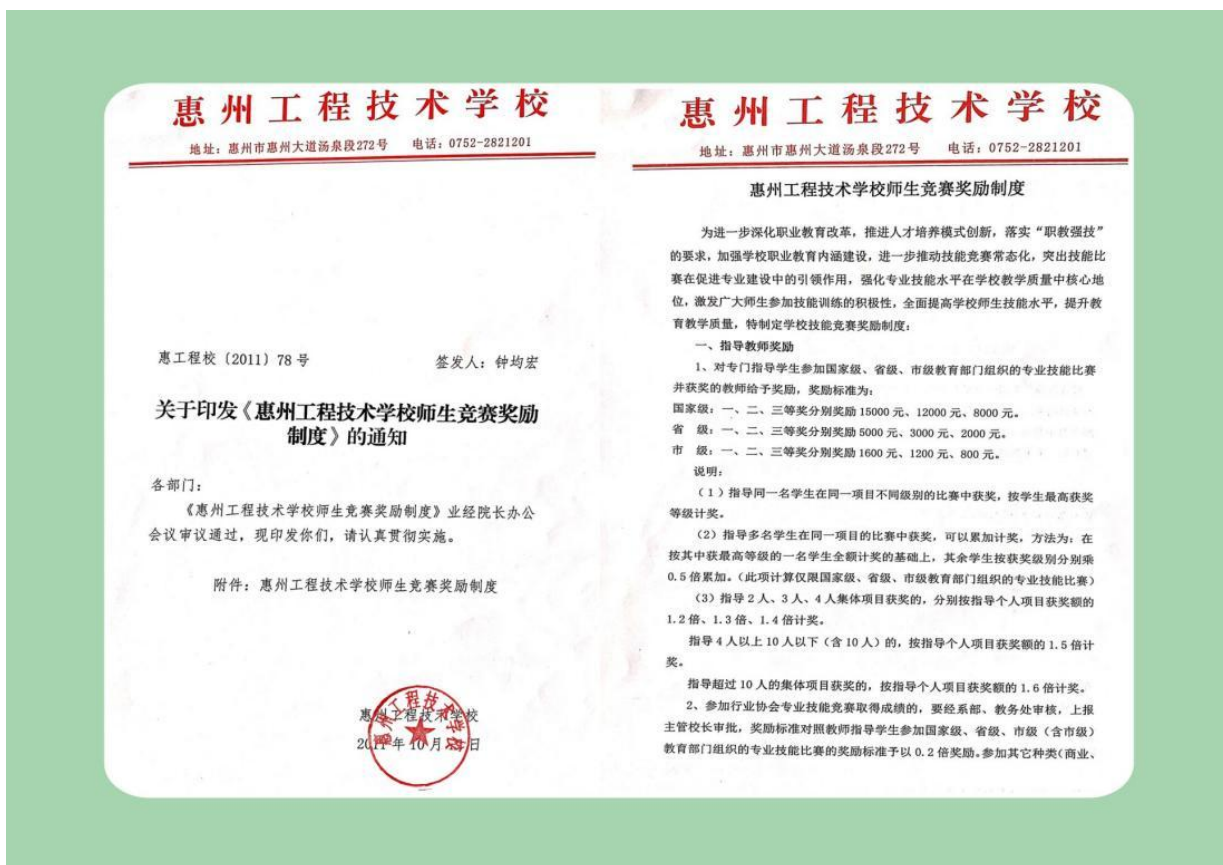 惠州工程技术学校
地址：惠州市惠州大道汤泉段272号 电话：0752-2821201
惠工程校〔2011〕78 号 签发人：钟均宏
关于印发《惠州工程技术学校师生竞赛奖励
制度》的通知
各部门：
《惠州工程技术学校师生竞赛奖励制度》业经院长办公
会议审议通过，现印发你们，请认真贯彻实施。
附件：惠州工程技术学校师生竞赛奖励制度
惠州工程技术学校
2011 年 10 月 日
惠州工程技术学校
惠州工程技术学校
地址：惠州市惠州大道汤泉段272号 电话：0752-2821201
惠州工程技术学校师生竞赛奖励制度
为进一步深化职业教育改革，推进人才培养模式创新，落实“职教强技”
的要求，加强学校职业教育内涵建设，进一步推动技能竞赛常态化，突出技能比
赛在促进专业建设中的引领作用，强化专业技能水平在学校教学质量中核心地
位，激发广大师生参加技能训练的积极性，全面提高学校师生技能水平，提升教
育教学质量，特制定学校技能竞赛奖励制度：
一、指导教师奖励
1、对专门指导学生参加国家级、省级、市级教育部门组织的专业技能比赛
并获奖的教师给予奖励，奖励标准为：
国家级：一、二、三等奖分别奖励 15000 元、12000 元、8000 元。
省 级：一、二、三等奖分别奖励 5000 元、3000 元、2000 元。
市 级：一、二、三等奖分别奖励 1600 元、1200 元、800 元。
说明：
（1）指导同一名学生在同一项目不同级别的比赛中获奖，按学生最高获奖
等级计奖。
（2）指导多名学生在同一项目的比赛中获奖，可以累加计奖，方法为：在
按其中获最高等级的一名学生全额计奖的基础上，其余学生按获奖级别分别乘
0.5 倍累加。（此项计算仅限国家级、省级、市级教育部门组织的专业技能比赛）
（3）指导 2 人、3 人、4 人集体项目获奖的，分别按指导个人项目获奖额的
1.2 倍、1.3 倍、1.4 倍计奖。
指导 4 人以上 10 人以下（含 10 人）的，按指导个人项目获奖额的 1.5 倍计
奖。
指导超过 10 人的集体项目获奖的，按指导个人项目获奖额的 1.6 倍计奖。
2、参加行业协会专业技能竞赛取得成绩的，要经系部、教务处审核，上报
主管校长审批，奖励标准对照教师指导学生参加国家级、省级、市级（含市级）
教育部门组织的专业技能比赛的奖励标准予以 0.2 倍奖励。参加其它种类（商业、